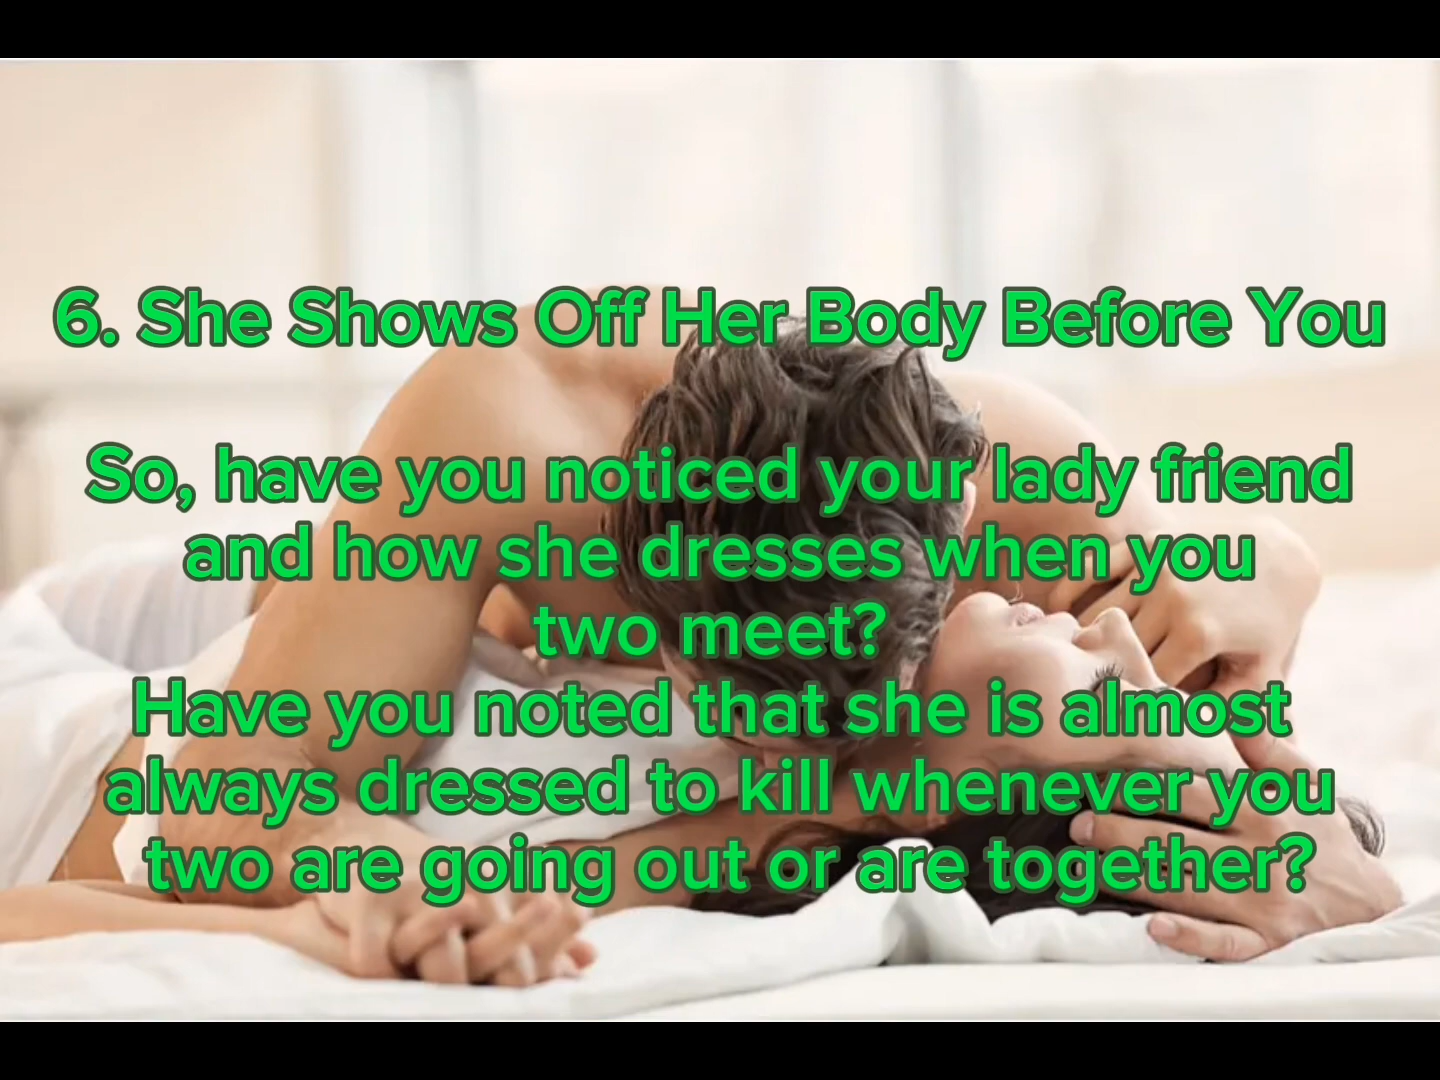 6. She Shows Off Her Body Before You
So, have you noticed your lady friend
and how she dresses when you
two meet?
Have you noted that she is almost
always dressed to kill whenever you
two are going out or are together?